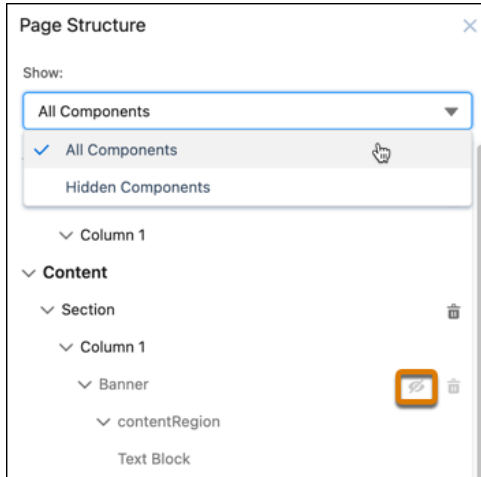 Page Structure
Show:
All Components
All Components
Hidden Components
Column 1
Content
Section
Column 1
Banner
contentRegion
Text Block